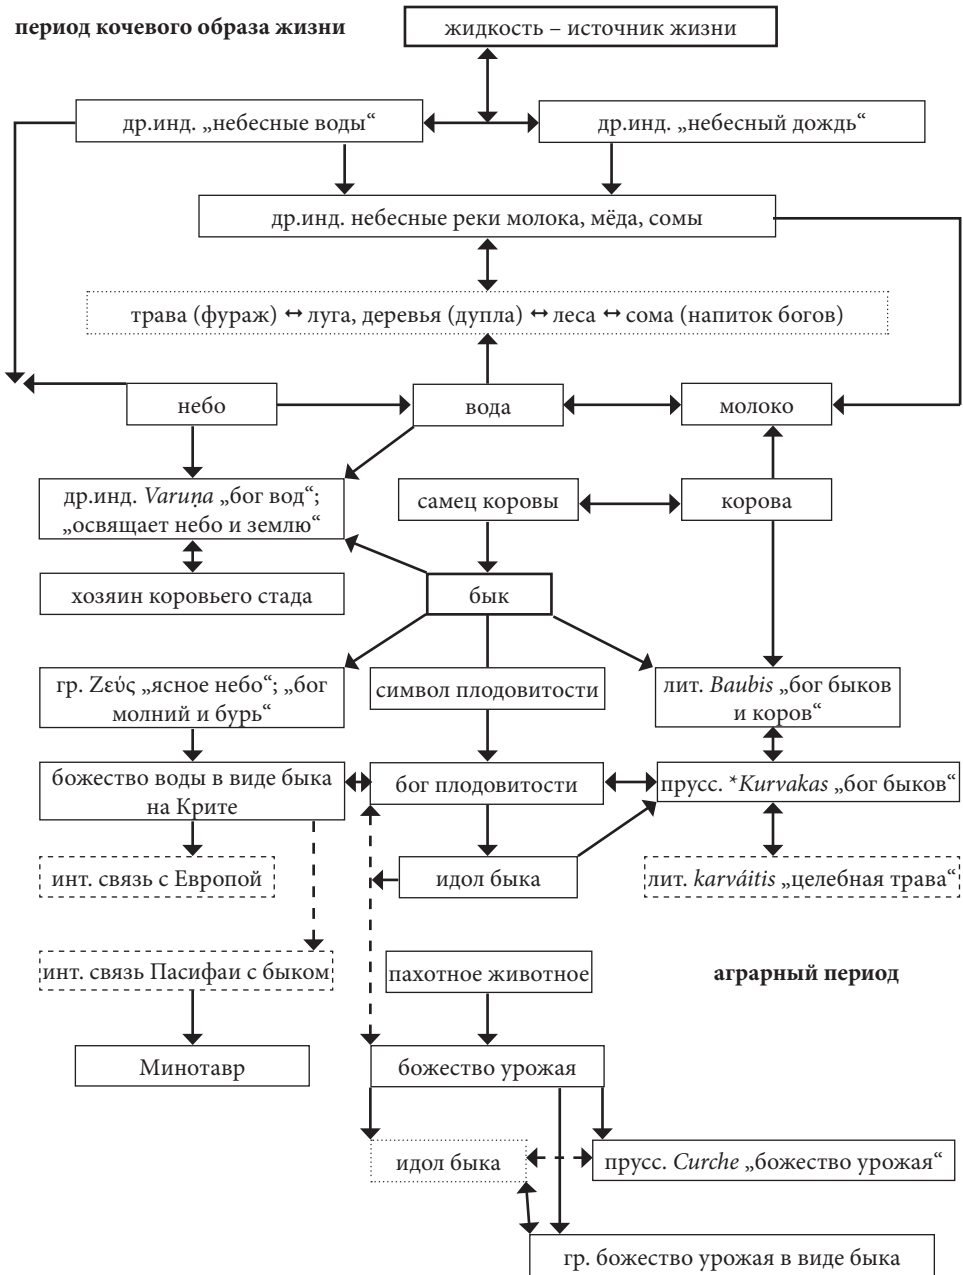 период кочевого образа жизни
жидкость – источник жизни
др.инд. „небесные воды“
др.инд. „небесный дождь“
др.инд. небесные реки молока, мёда, сомы
трава (фураж) ↔ луга, деревья (дупла) ↔ леса ↔ сома (напиток богов)
небо
вода
молоко
др.инд. Varuṇa „бог вод“;
„освящает небо и землю“
самец коровы
корова
хозяин коровьего стада
бык
гр. Ζεύς „ясное небо“; „бог
молний и бурь“
символ плодовитости
лит. Baubis „бог быков
и коров“
божество воды в виде быка
на Крите
бог плодовитости
прусс. *Kurvakas „бог быков“
инт. связь с Европой
идол быка
лит. karváitis „целебная трава“
инт. связь Пасифаи с быком
пахотное животное
аграрный период
Минотавр
божество урожая
идол быка
прусс. Curche „божество урожая“
гр. божество урожая в виде быка